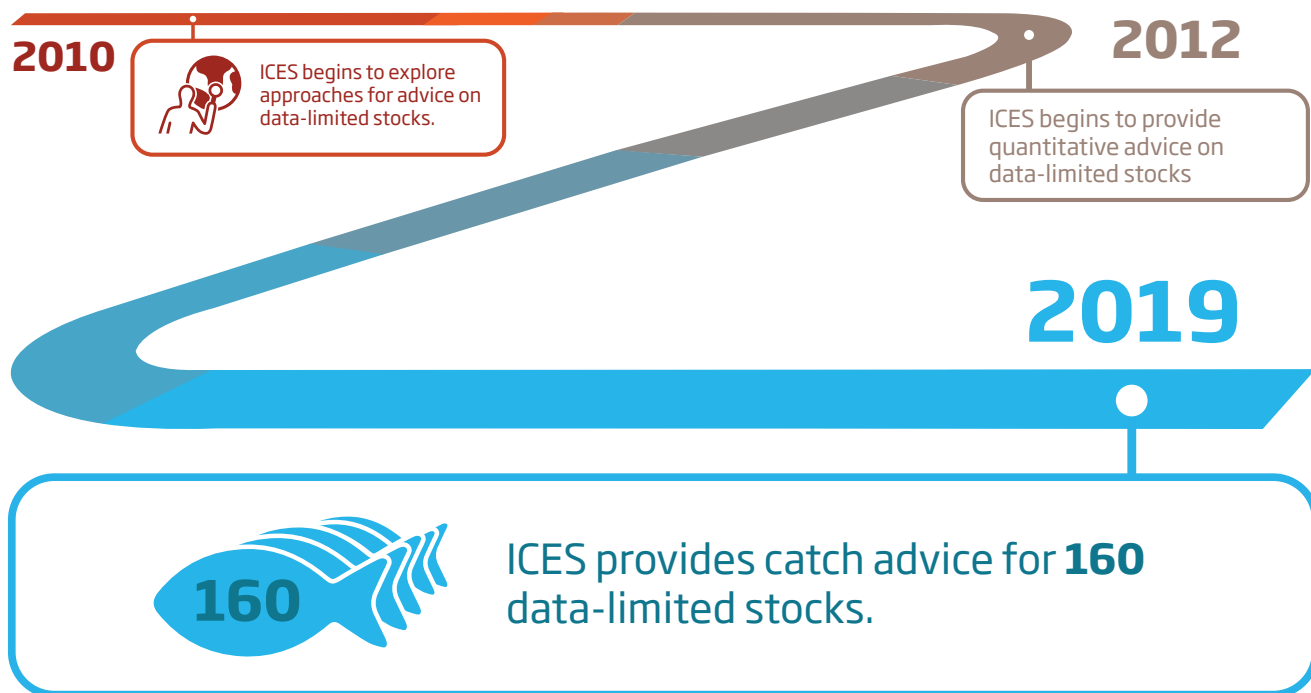 2010
ICES begins to explore
approaches for advice on
data-limited stocks.
2012
ICES begins to provide
quantitative advice on
data-limited stocks
2019
160
ICES provides catch advice for 160
data-limited stocks.